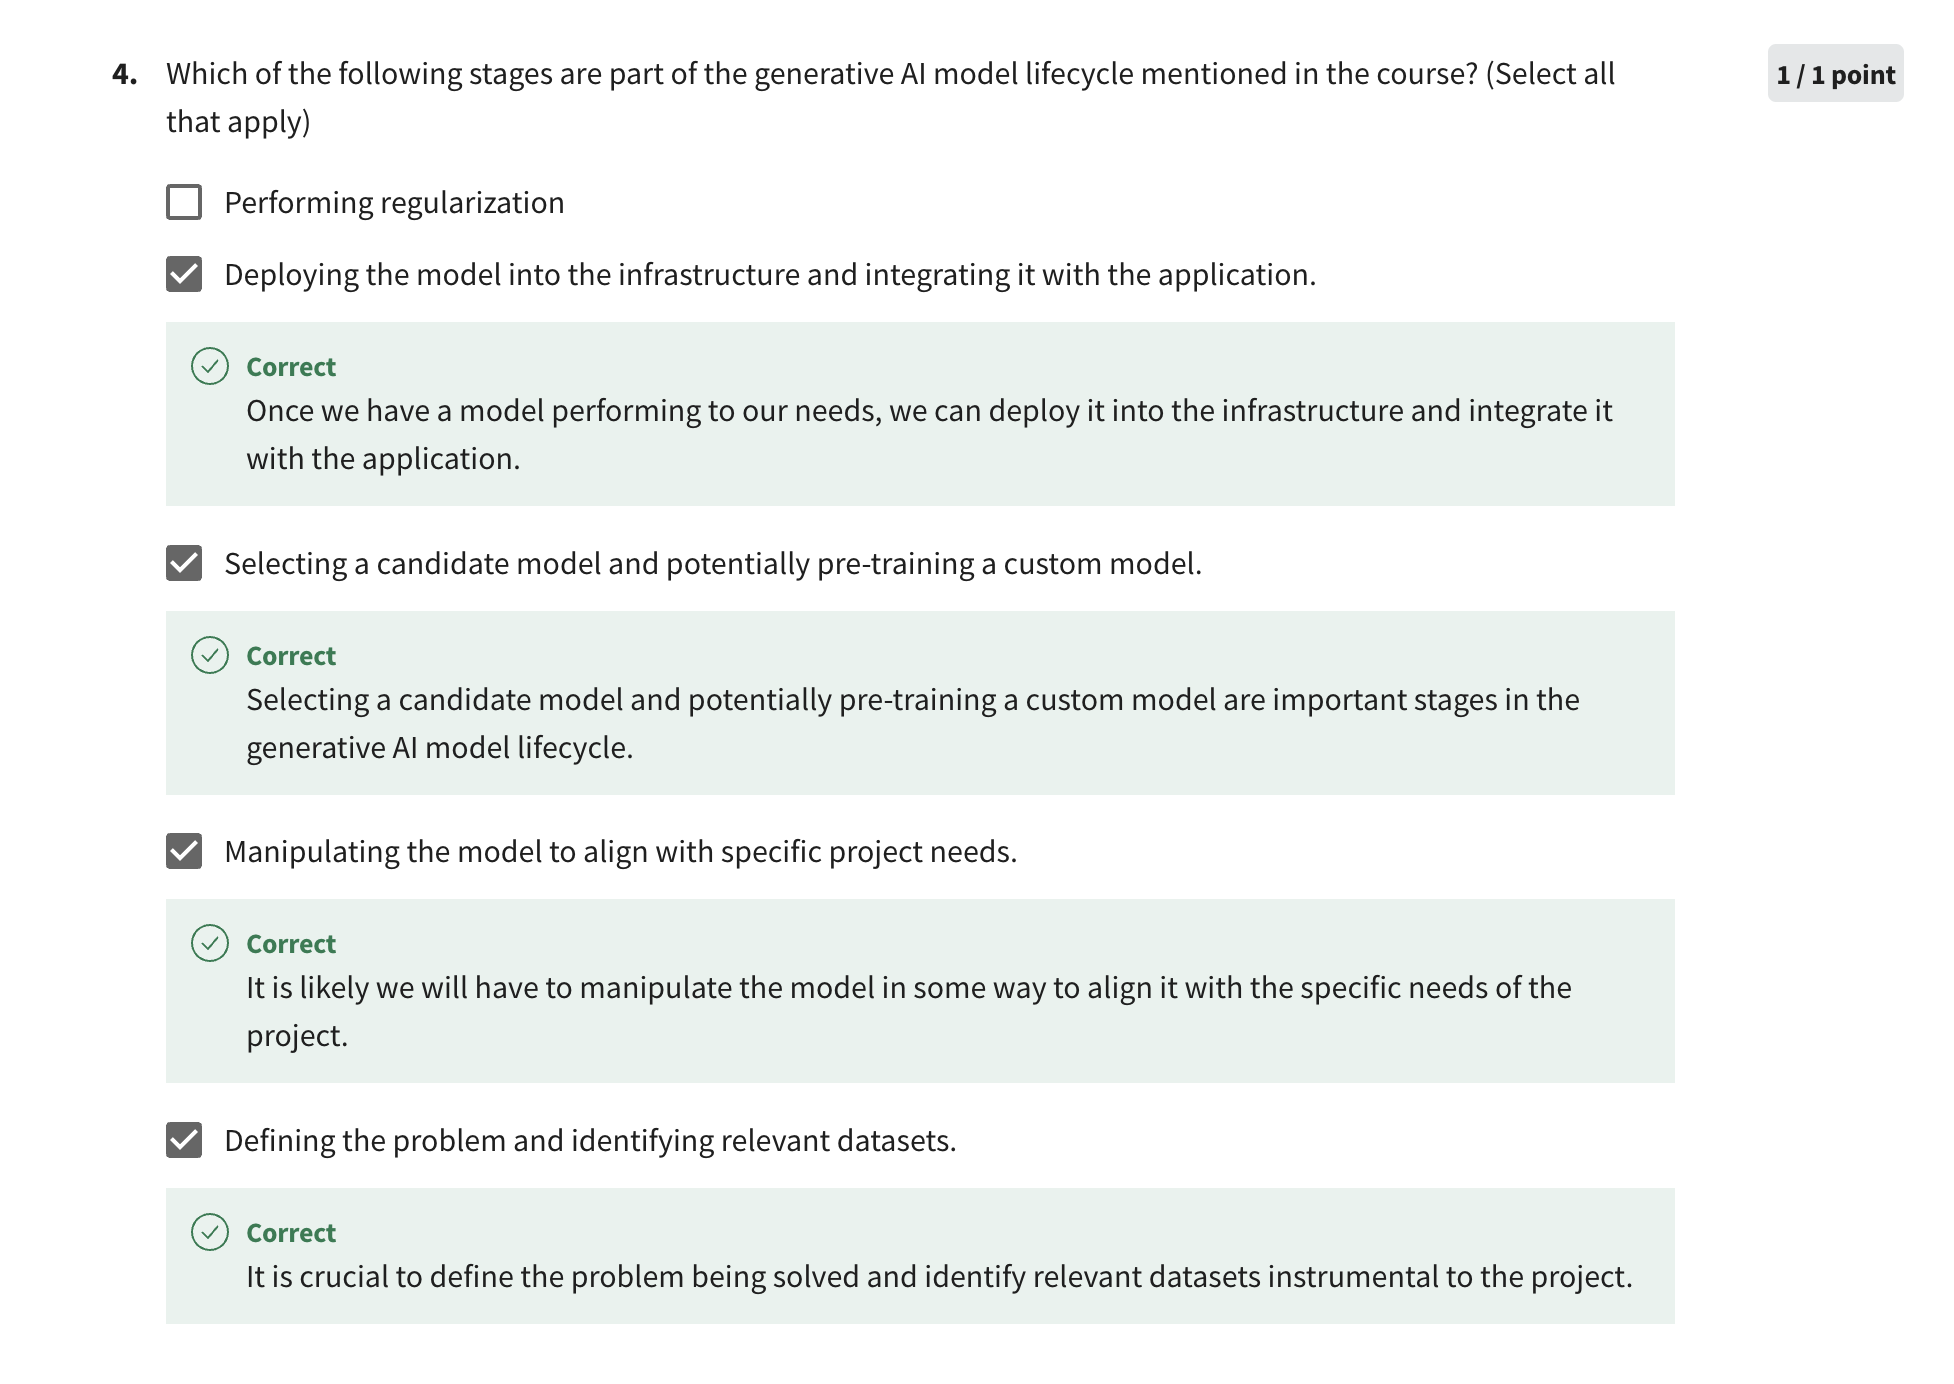 4. Which of the following stages are part of the generative AI model lifecycle mentioned in the course? (Select all
that apply)
1 / 1 point
Performing regularization
Deploying the model into the infrastructure and integrating it with the application.
Correct
Once we have a model performing to our needs, we can deploy it into the infrastructure and integrate it
with the application.
Selecting a candidate model and potentially pre-training a custom model.
Correct
Selecting a candidate model and potentially pre-training a custom model are important stages in the
generative AI model lifecycle.
Manipulating the model to align with specific project needs.
Correct
It is likely we will have to manipulate the model in some way to align it with the specific needs of the
project.
Defining the problem and identifying relevant datasets.
Correct
It is crucial to define the problem being solved and identify relevant datasets instrumental to the project.